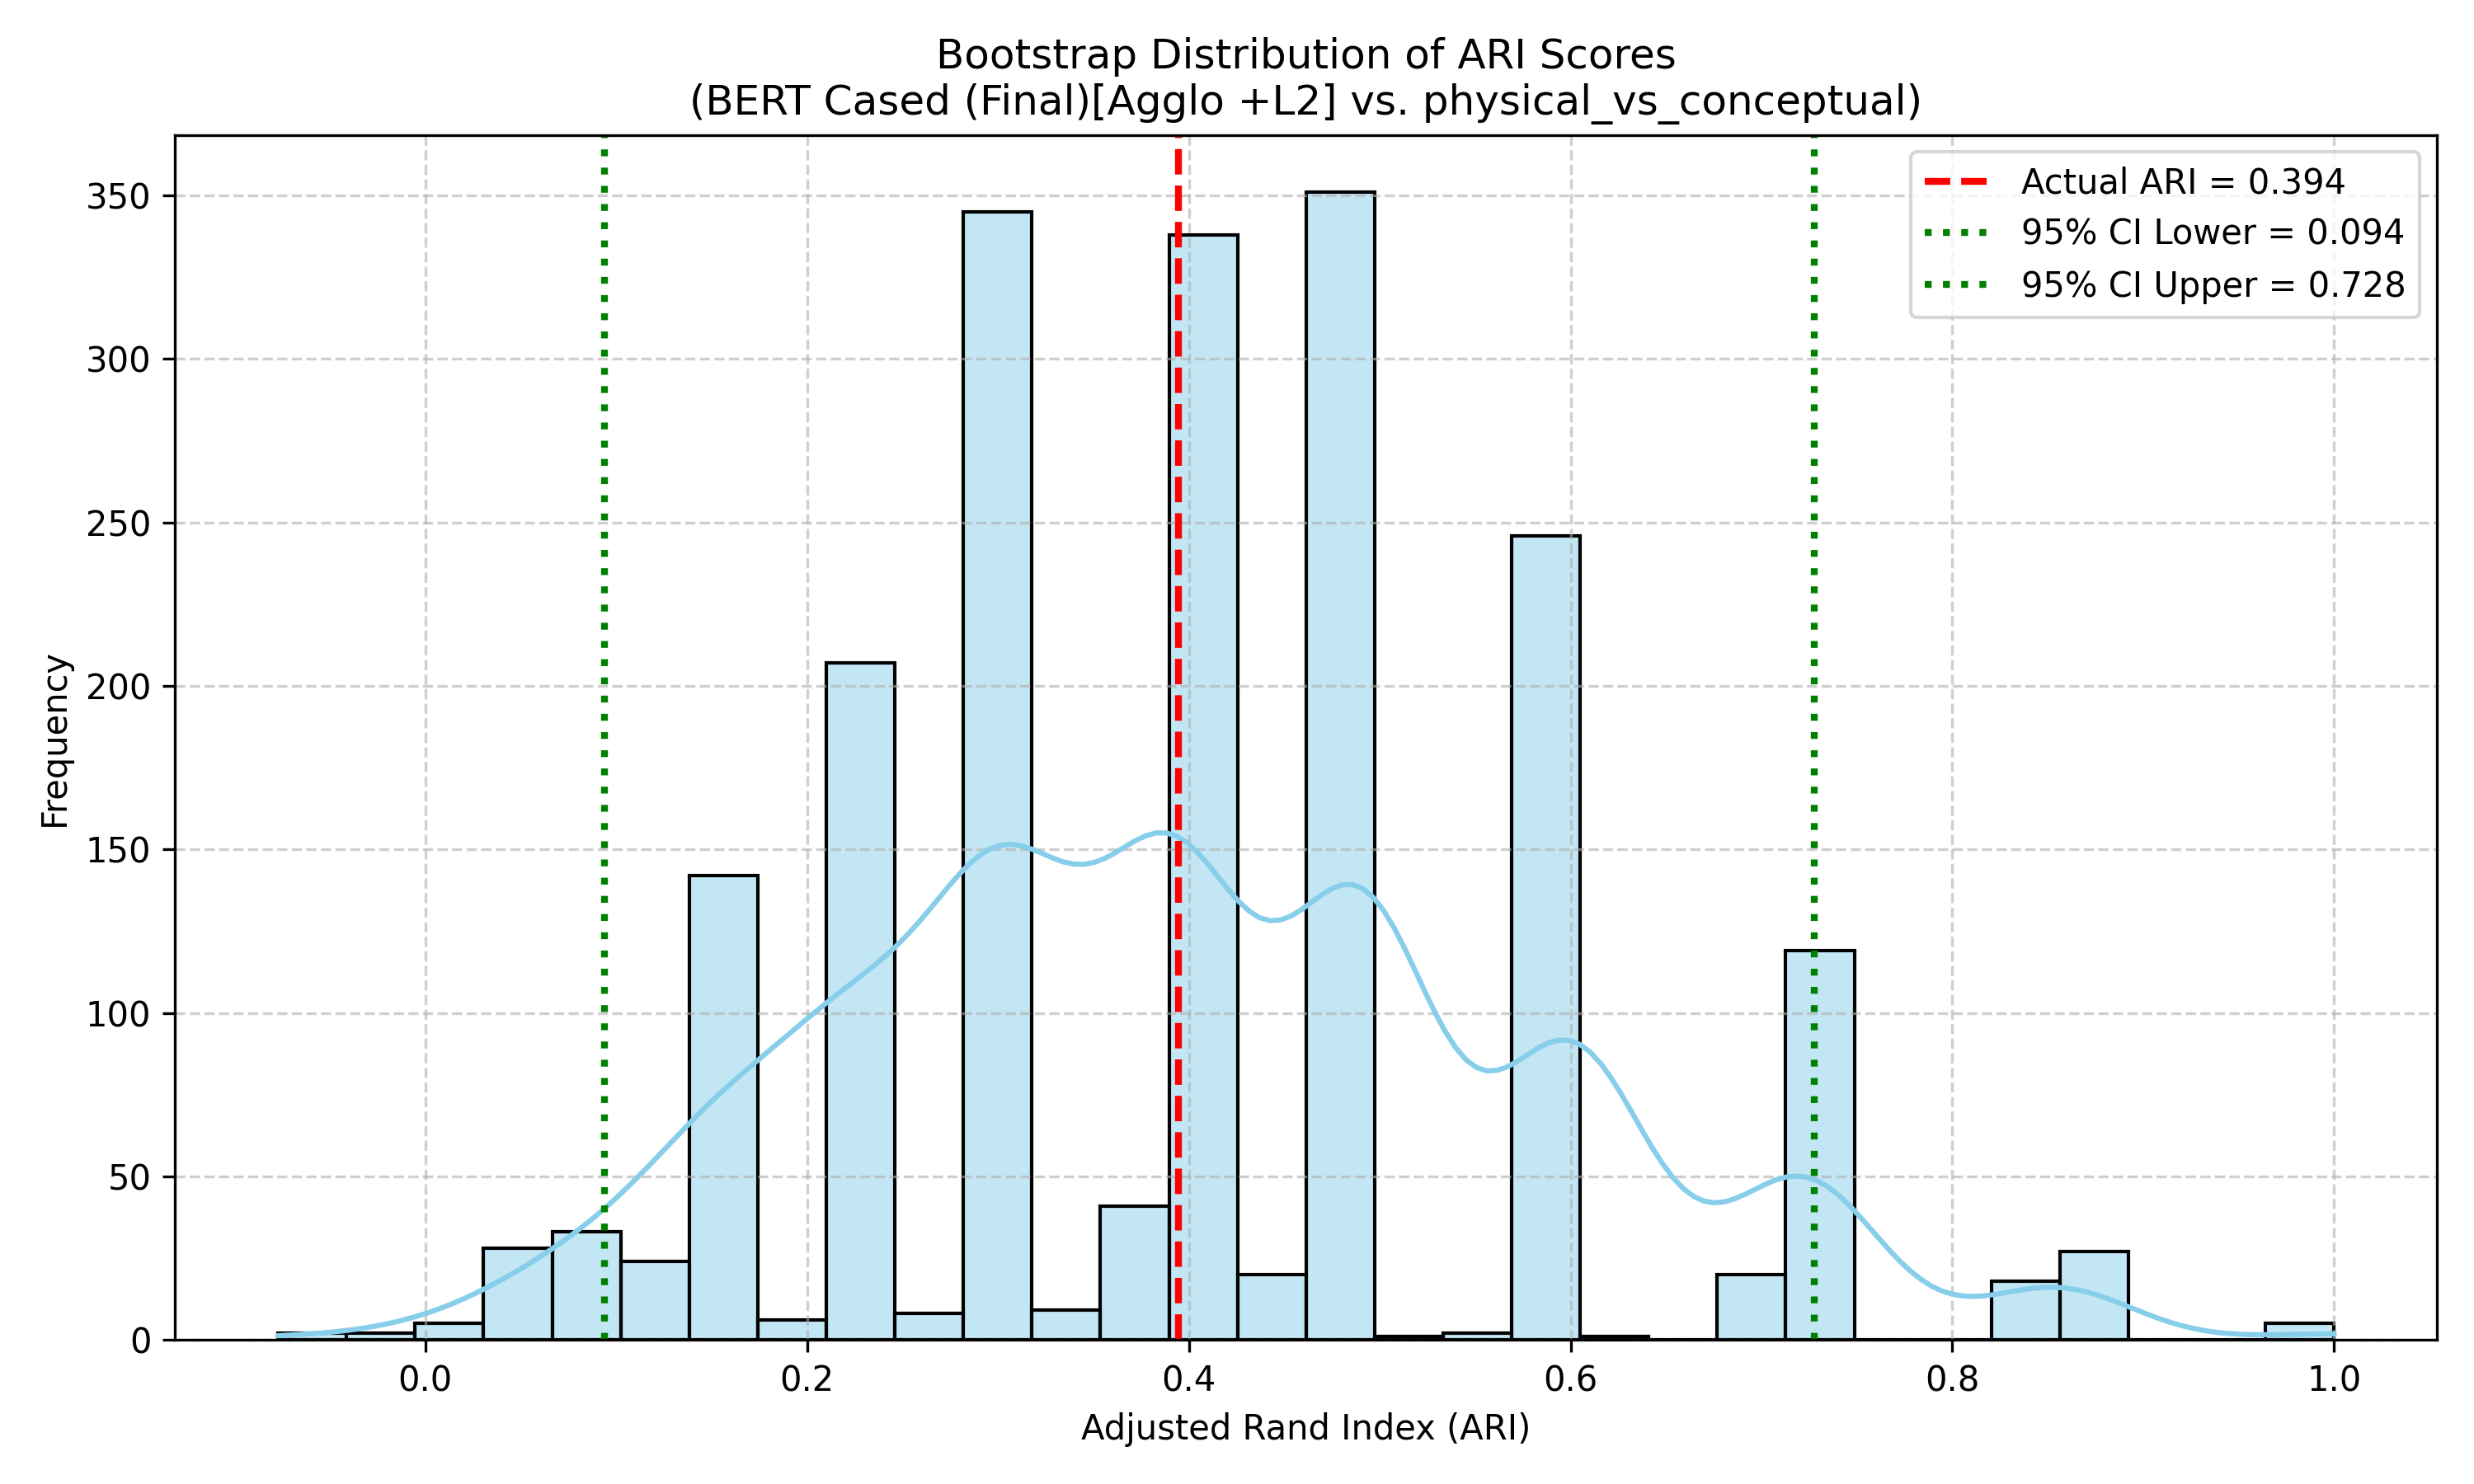 Bootstrap Distribution of ARI Scores
(BERT Cased (Final)[Agglo +L2] vs. physical_vs_conceptual)
Actual ARI = 0.394
95% CI Lower = 0.094
95% CI Upper = 0.728
Frequency
350
300
250
200
150
100
50
0
0.0 0.2 0.4 0.6 0.8 1.0
Adjusted Rand Index (ARI)